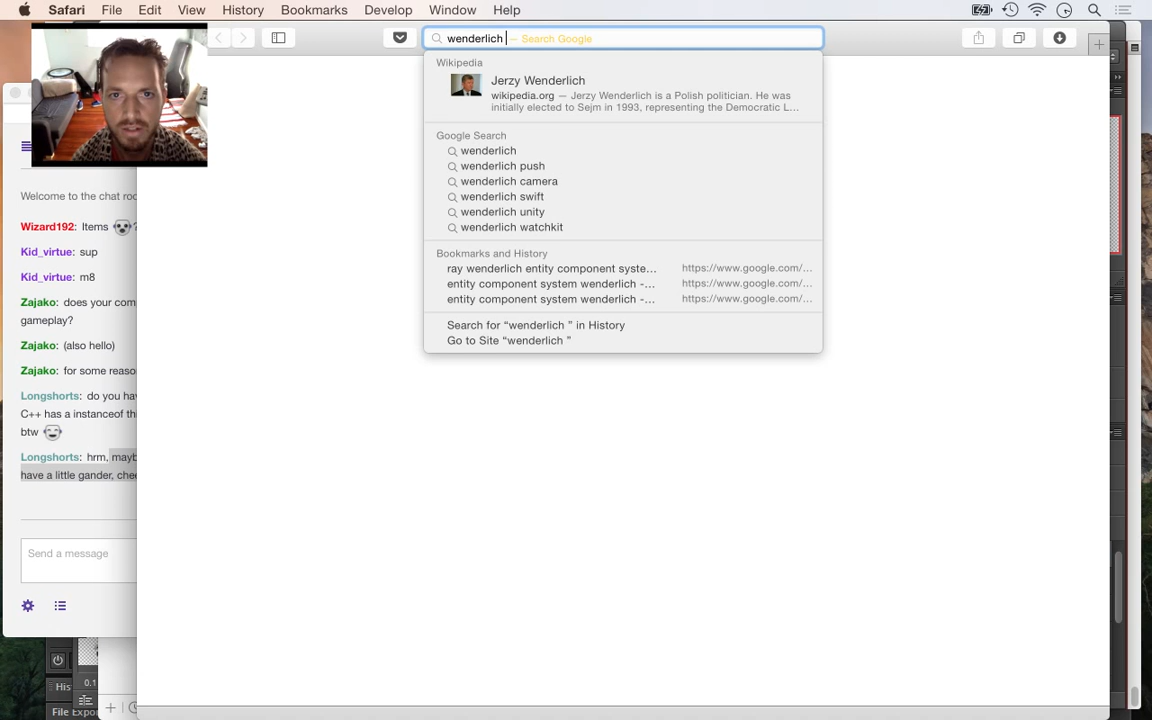 Safari File Edit View History Bookmarks Develop Window Help
wenderlich — Search Google
Wikipedia
Jerzy Wenderlich
wikipedia.org — Jerzy Wenderlich is a Polish politician. He was
initially elected to Sejm in 1993, representing the Democratic L...
Google Search
wenderlich
wenderlich push
wenderlich camera
wenderlich swift
wenderlich unity
wenderlich watchkit
Bookmarks and History
ray wenderlich entity component syste... https://www.google.com/...
entity component system wenderlich -... https://www.google.com/...
entity component system wenderlich -... https://www.google.com/...
Search for “wenderlich ” in History
Go to Site “wenderlich ”
Welcome to the chat roo
Wizard192: Items ?
Kid_virtue: sup
Kid_virtue: m8
Zajako: does your com
gameplay?
Zajako: (also hello)
Zajako: for some reaso
Longshorts: do you hav
C++ has a instanceof th
btw
Longshorts: hrm, mayb
have a little gander, chee
Send a message
0.1
His
File Expor